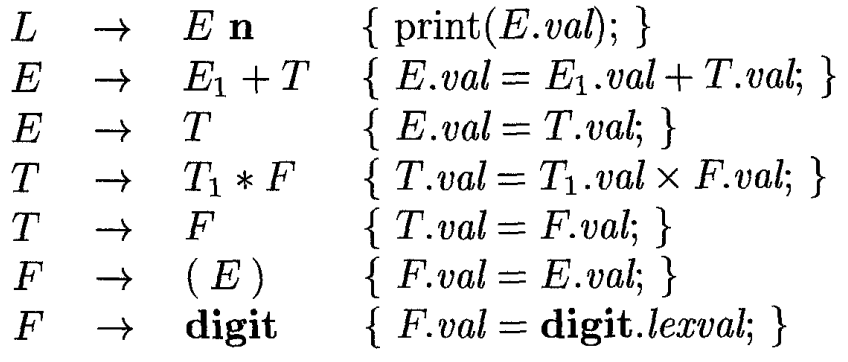 L → E n { print(E.val); }
E → E₁ + T { E.val = E₁.val + T.val; }
E → T { E.val = T.val; }
T → T₁ * F { T.val = T₁.val × F.val; }
T → F { T.val = F.val; }
F → ( E ) { F.val = E.val; }
F → digit { F.val = digit.lexval; }